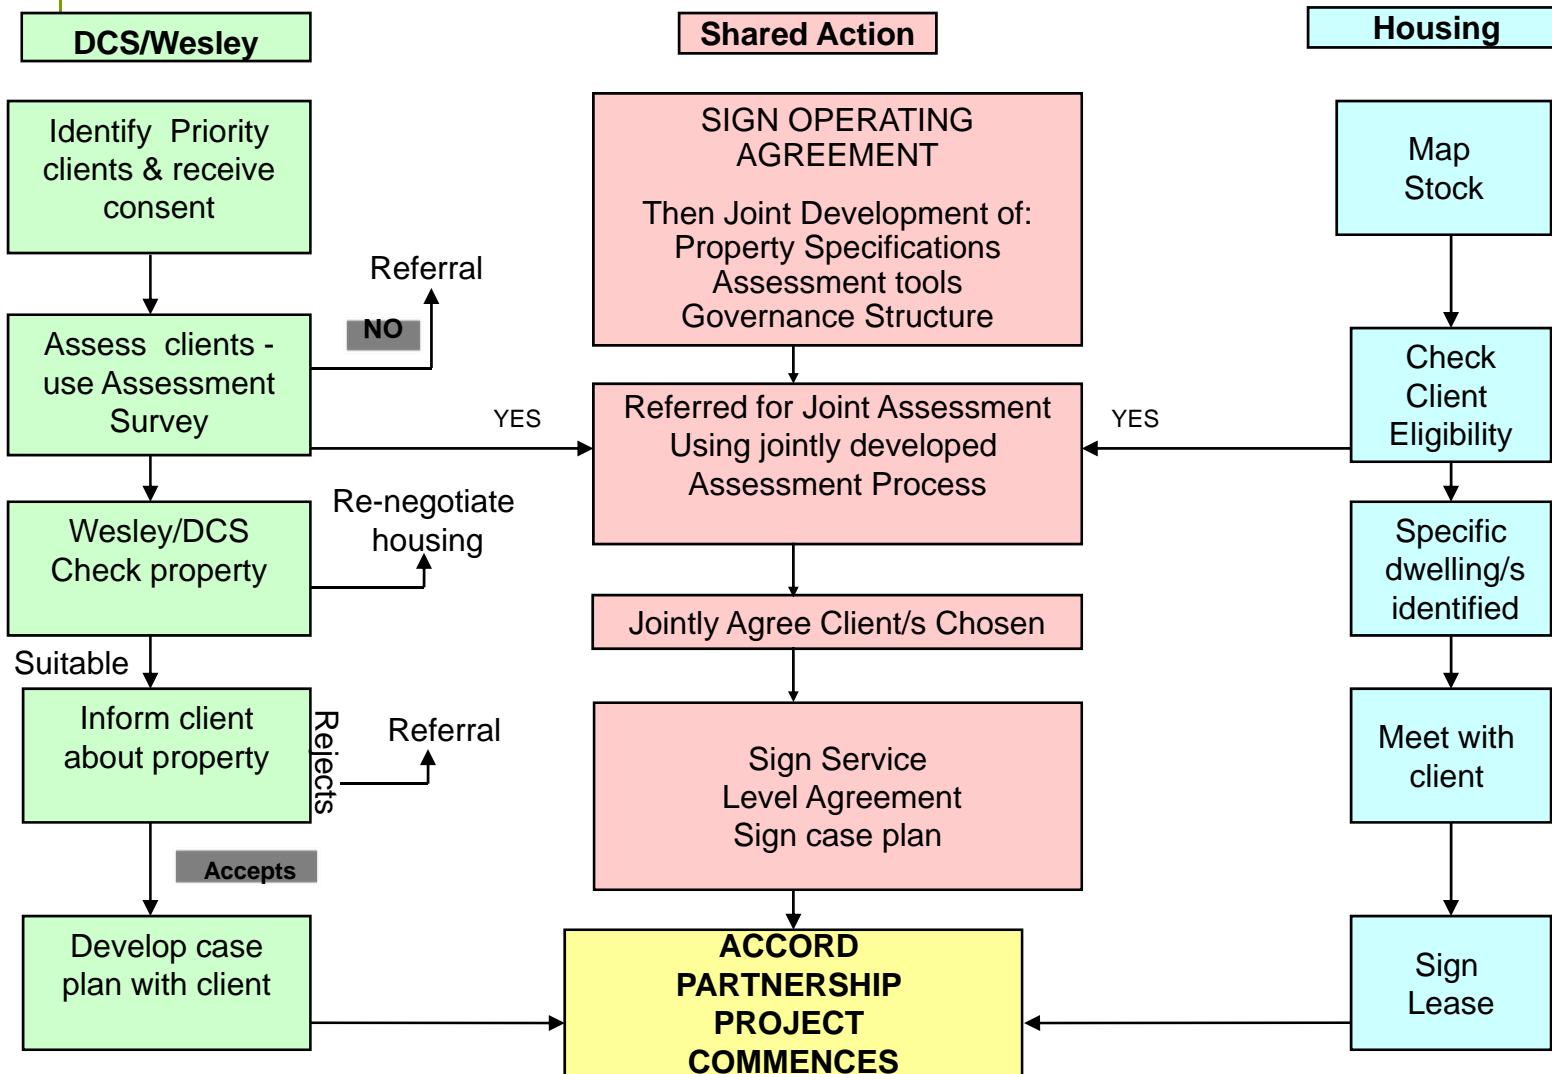 DCS/Wesley
Shared Action
Housing
Identify Priority
clients & receive
consent
Referral
NO
Assess clients -
use Assessment
Survey
YES
Wesley/DCS
Check property
Re-negotiate
housing
Suitable
Inform client
about property
Rejects
Referral
Accepts
Develop case
plan with client
SIGN OPERATING
AGREEMENT
Then Joint Development of:
Property Specifications
Assessment tools
Governance Structure
Referred for Joint Assessment
Using jointly developed
Assessment Process
Jointly Agree Client/s Chosen
Sign Service
Level Agreement
Sign case plan
ACCORD
PARTNERSHIP
PROJECT
COMMENCES
Map
Stock
YES
Check
Client
Eligibility
Specific
dwelling/s
identified
Meet with
client
Sign
Lease